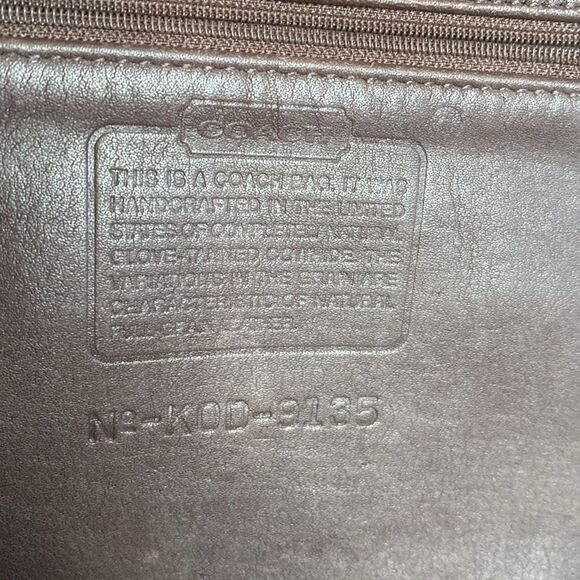 COACH
THIS IS A COACH BAG. IT WAS
HANDCRAFTED IN THE UNITED
STATES OF COMPLETELY NATURAL
GLOVE-TANNED COWHIDE. THE
VARIATIONS IN THE GRAIN ARE
CHARACTERISTIC OF NATURAL
FULL-GRAIN LEATHER.
Nº-KOD-9135